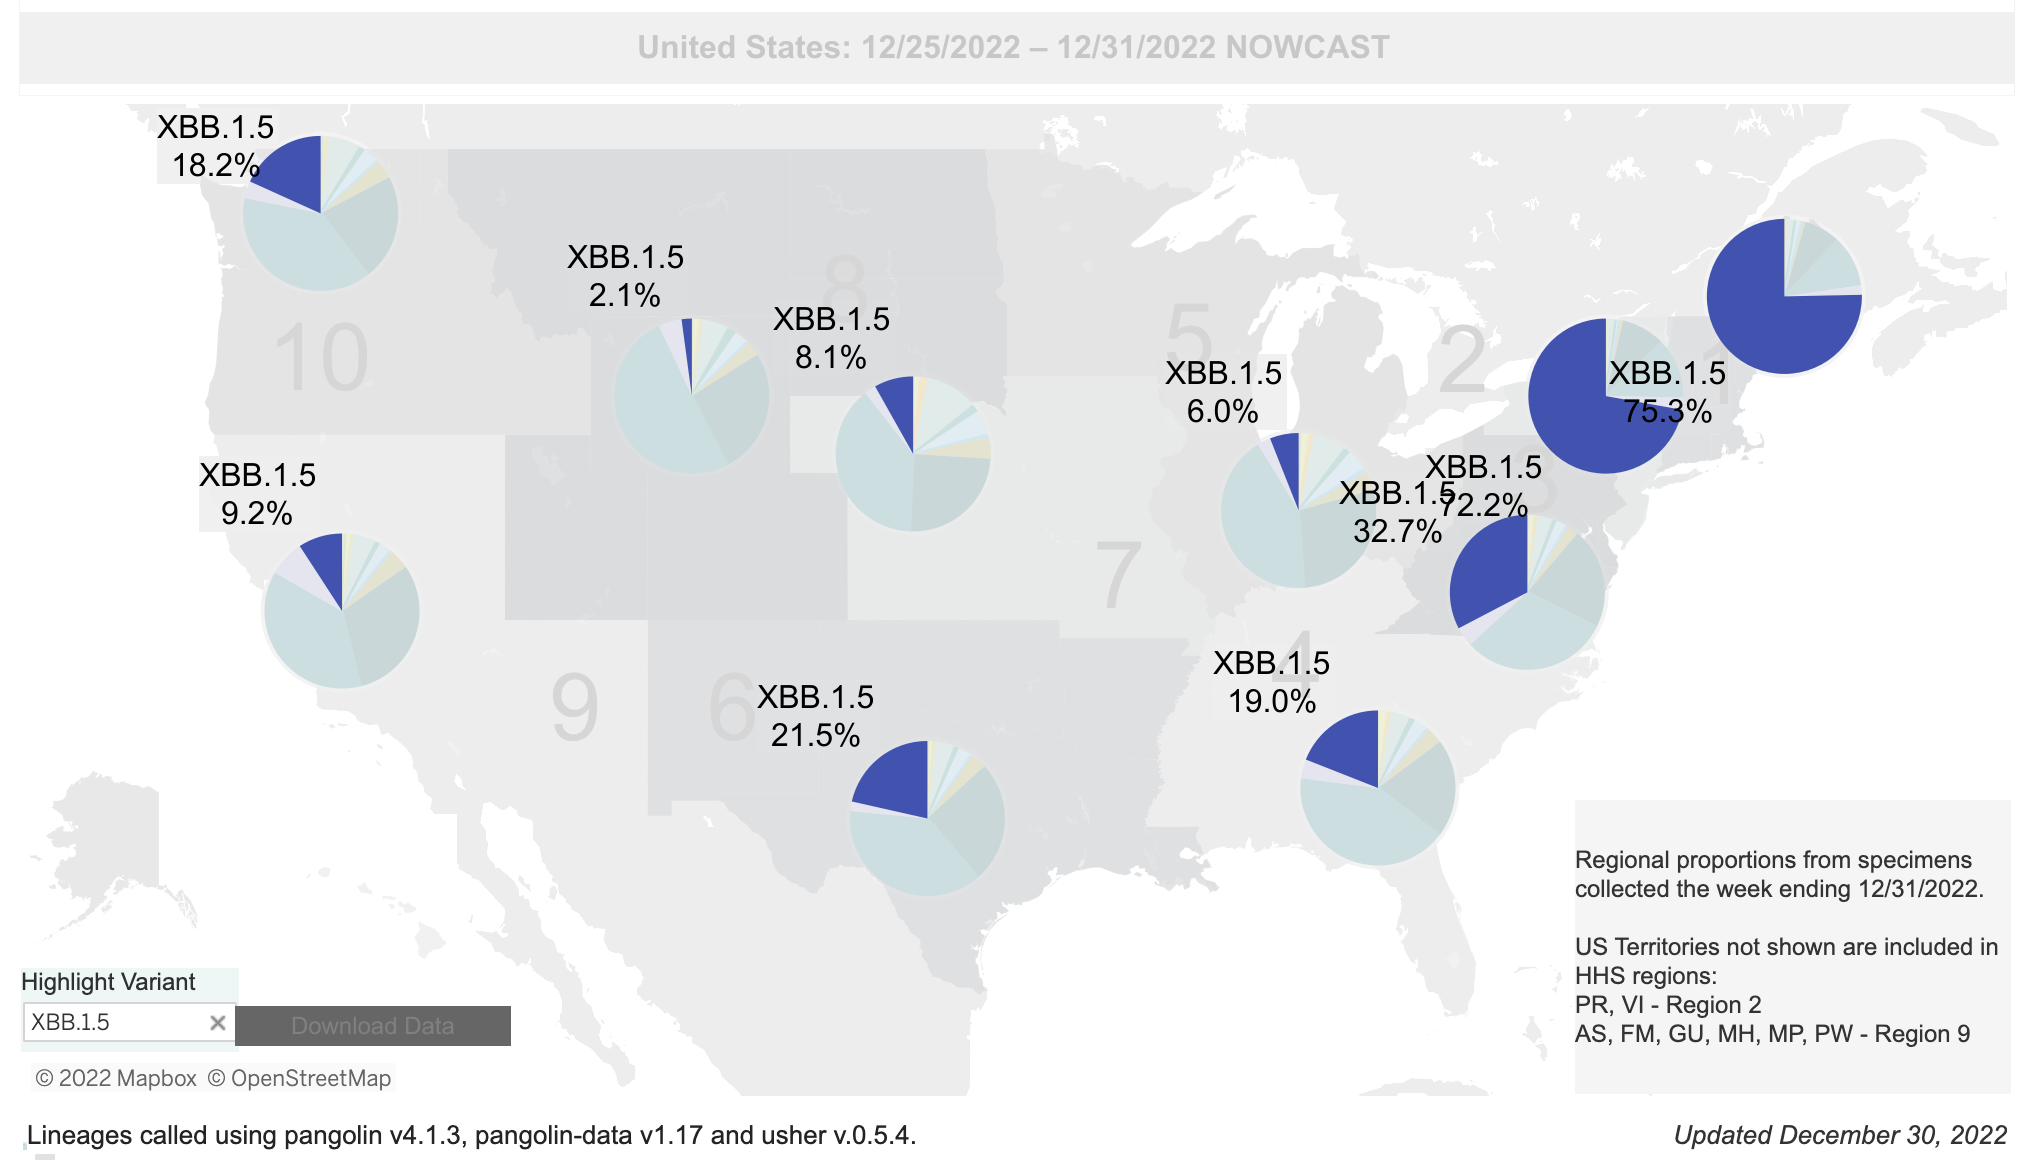 United States: 12/25/2022 – 12/31/2022 NOWCAST
XBB.1.5
18.2%
XBB.1.5
2.1%
8
XBB.1.5
8.1%
10
5
2
1
XBB.1.5
6.0%
XBB.1.5
75.3%
XBB.1.5
72.2%
3
XBB.1.5
32.7%
XBB.1.5
9.2%
7
4
XBB.1.5
19.0%
9
6
XBB.1.5
21.5%
Regional proportions from specimens
collected the week ending 12/31/2022.
US Territories not shown are included in
HHS regions:
PR, VI - Region 2
AS, FM, GU, MH, MP, PW - Region 9
Highlight Variant
XBB.1.5 ×
Download Data
© 2022 Mapbox © OpenStreetMap
Lineages called using pangolin v4.1.3, pangolin-data v1.17 and usher v.0.5.4.
Updated December 30, 2022